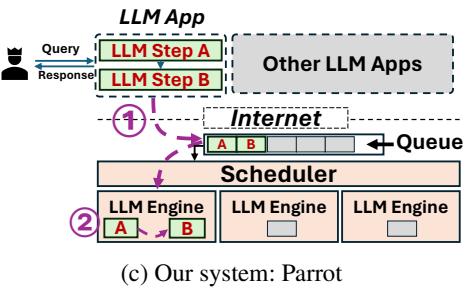 LLM App
Query
Response
LLM Step A
LLM Step B
Other LLM Apps
①
Internet
A B
Queue
Scheduler
②
LLM Engine
A B
LLM Engine
LLM Engine
(c) Our system: Parrot